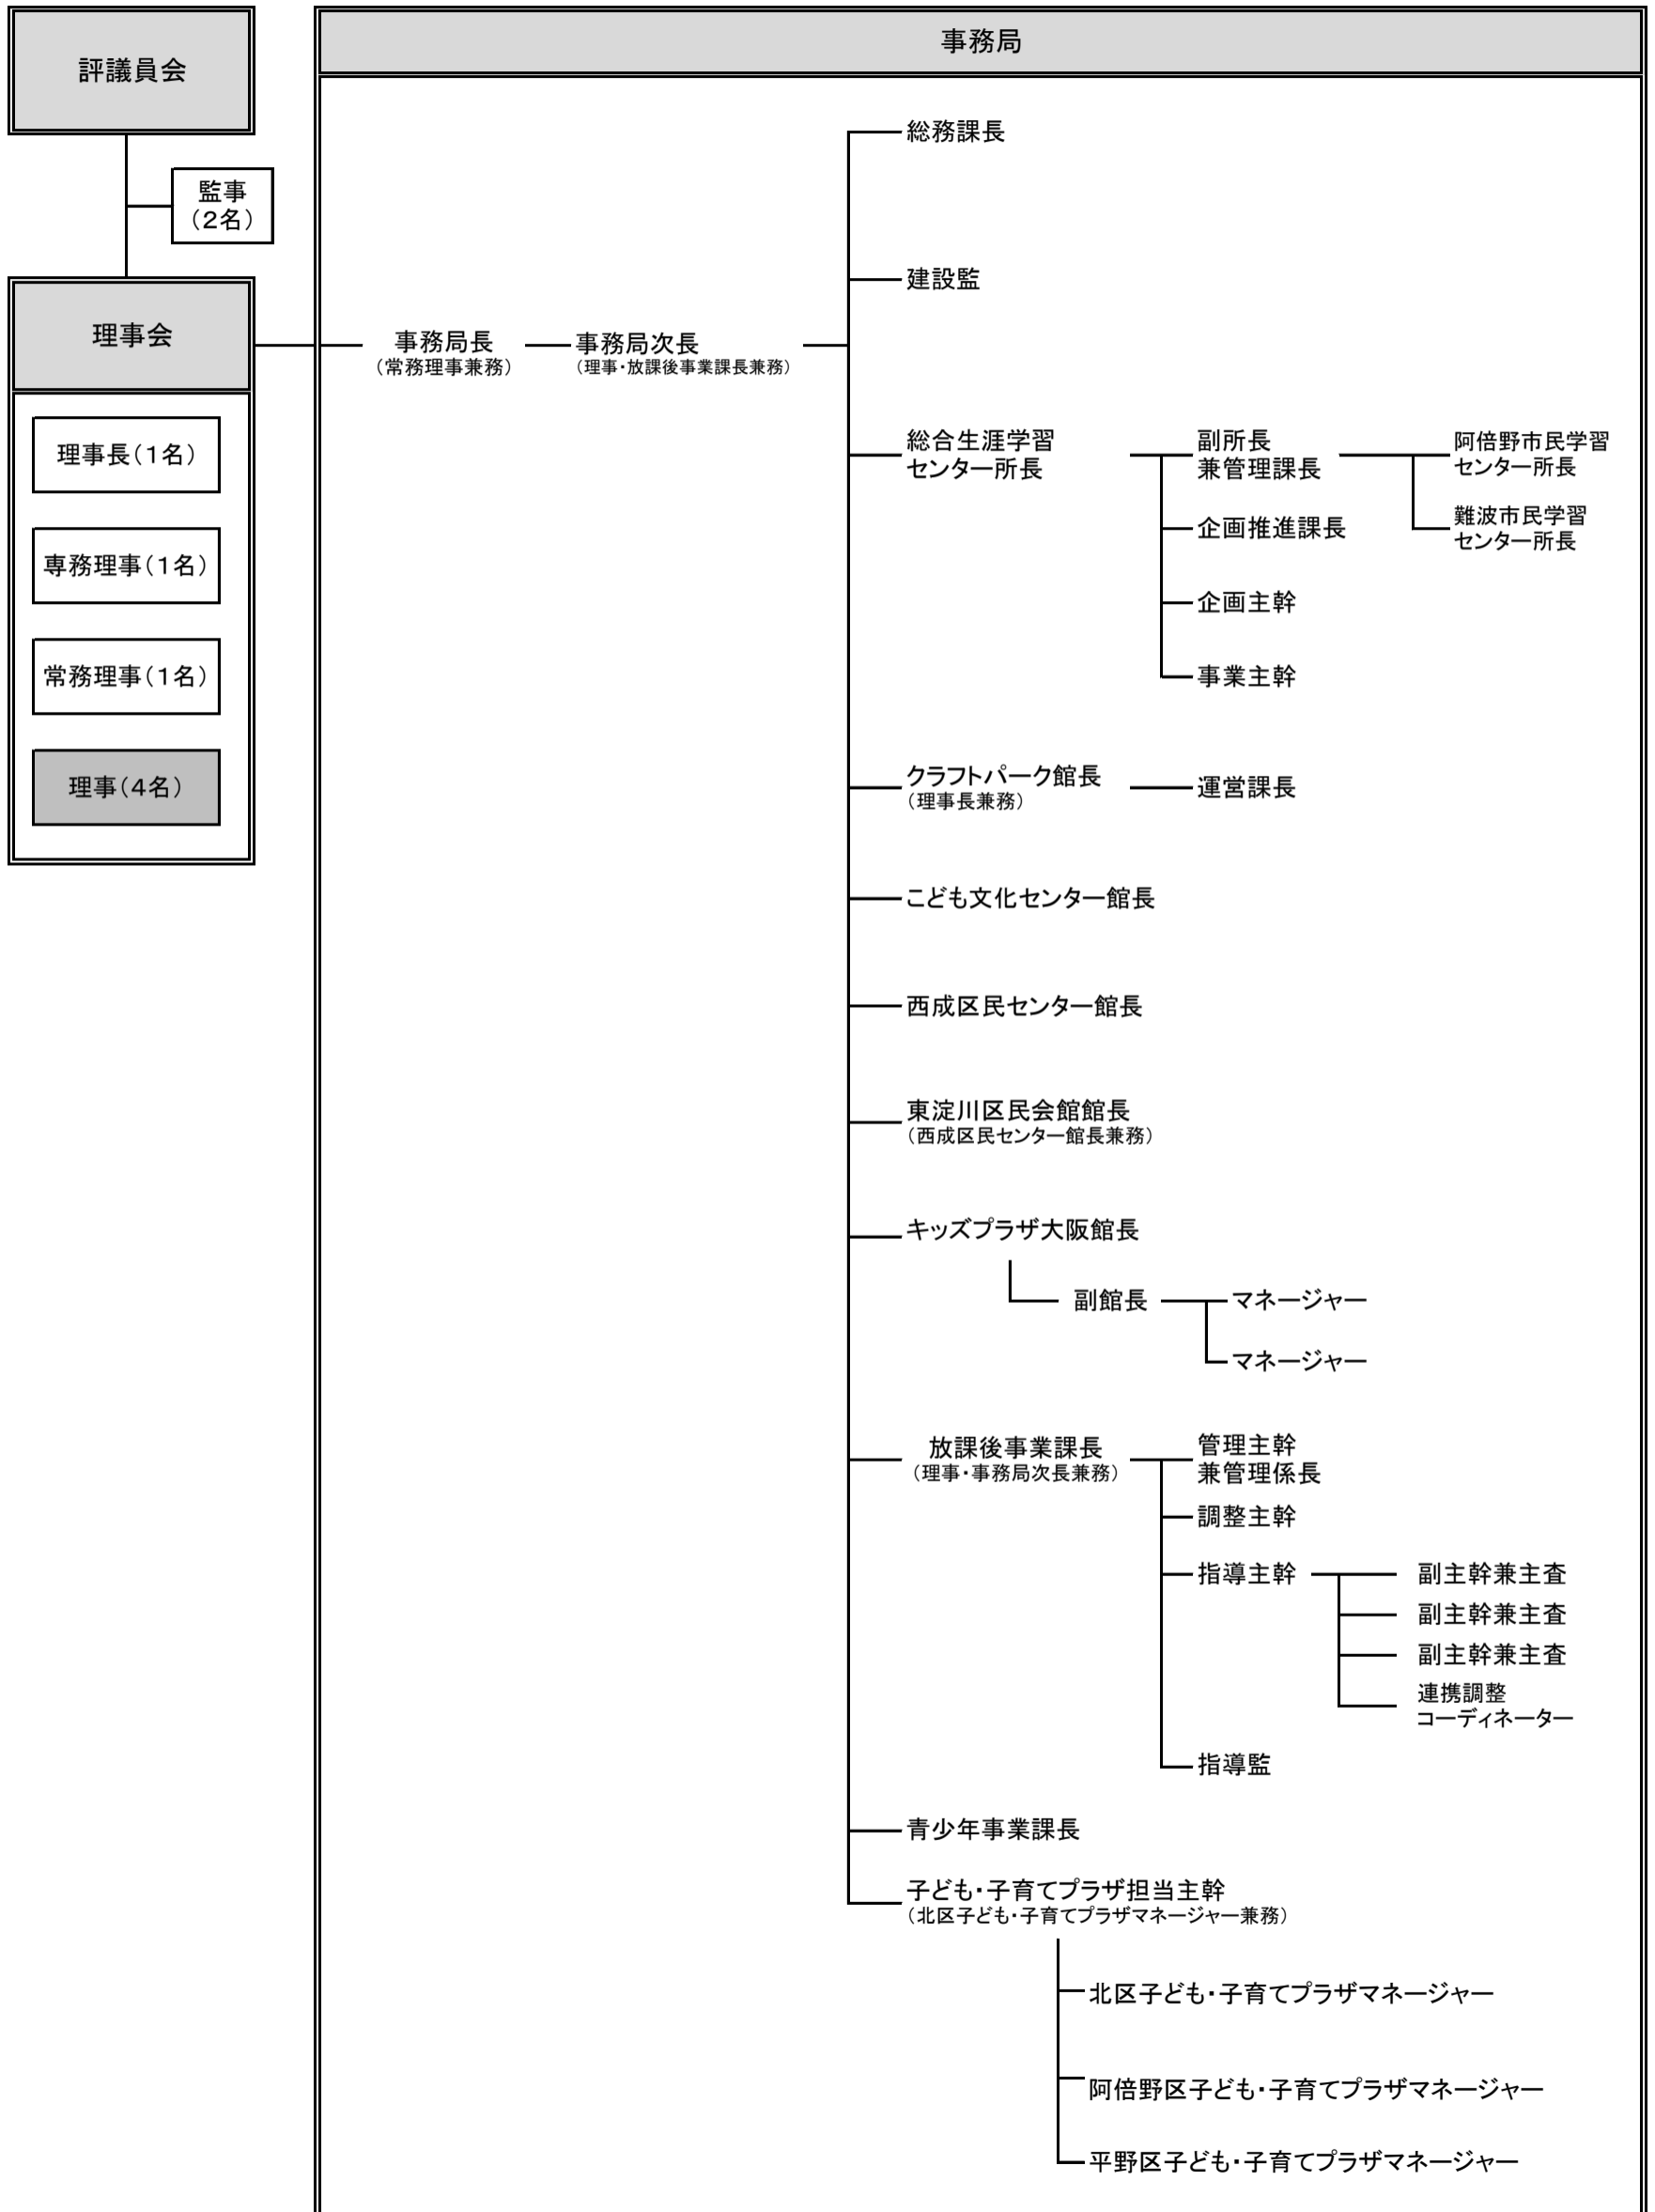 評議員会
監事
（２名）
理事会
理事長（１名）
専務理事（１名）
常務理事（１名）
理事（４名）
事務局
事務局長
（常務理事兼務）
事務局次長
（理事・放課後事業課長兼務）
総務課長
建設監
総合生涯学習
センター所長
副所長
兼管理課長
阿倍野市民学習
センター所長
難波市民学習
センター所長
企画推進課長
企画主幹
事業主幹
クラフトパーク館長
（理事長兼務）
運営課長
こども文化センター館長
西成区民センター館長
東淀川区民会館館長
（西成区民センター館長兼務）
キッズプラザ大阪館長
副館長
マネージャー
マネージャー
放課後事業課長
（理事・事務局次長兼務）
管理主幹
兼管理係長
調整主幹
指導主幹
副主幹兼主査
副主幹兼主査
副主幹兼主査
連携調整
コーディネーター
指導監
青少年事業課長
子ども・子育てプラザ担当主幹
（北区子ども・子育てプラザマネージャー兼務）
北区子ども・子育てプラザマネージャー
阿倍野区子ども・子育てプラザマネージャー
平野区子ども・子育てプラザマネージャー